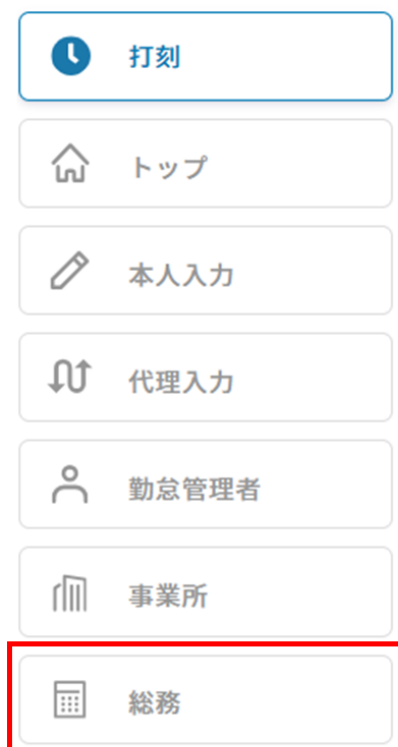 打刻
トップ
本人入力
代理入力
勤怠管理者
事業所
総務